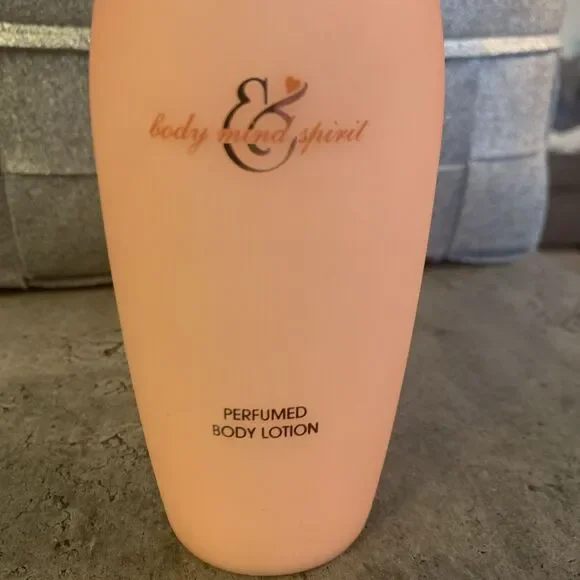 body mind & spirit
PERFUMED
BODY LOTION